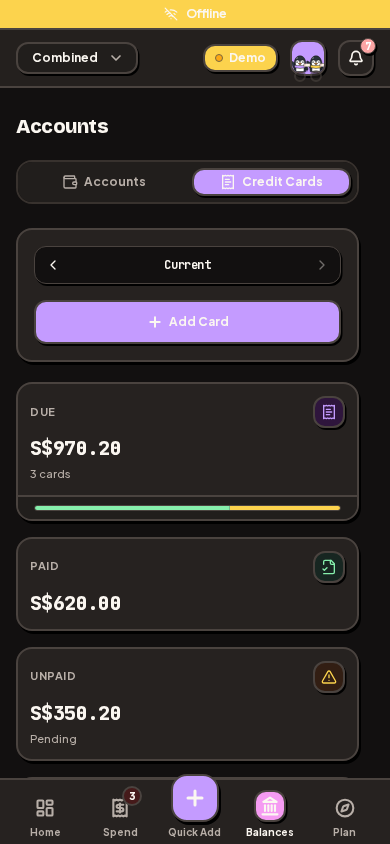 Offline
Combined
Demo
7
Accounts
Accounts
Credit Cards
Current
Add Card
DUE
S$970.20
3 cards
PAID
S$620.00
UNPAID
S$350.20
Pending
3
Home
Spend
Quick Add
Balances
Plan